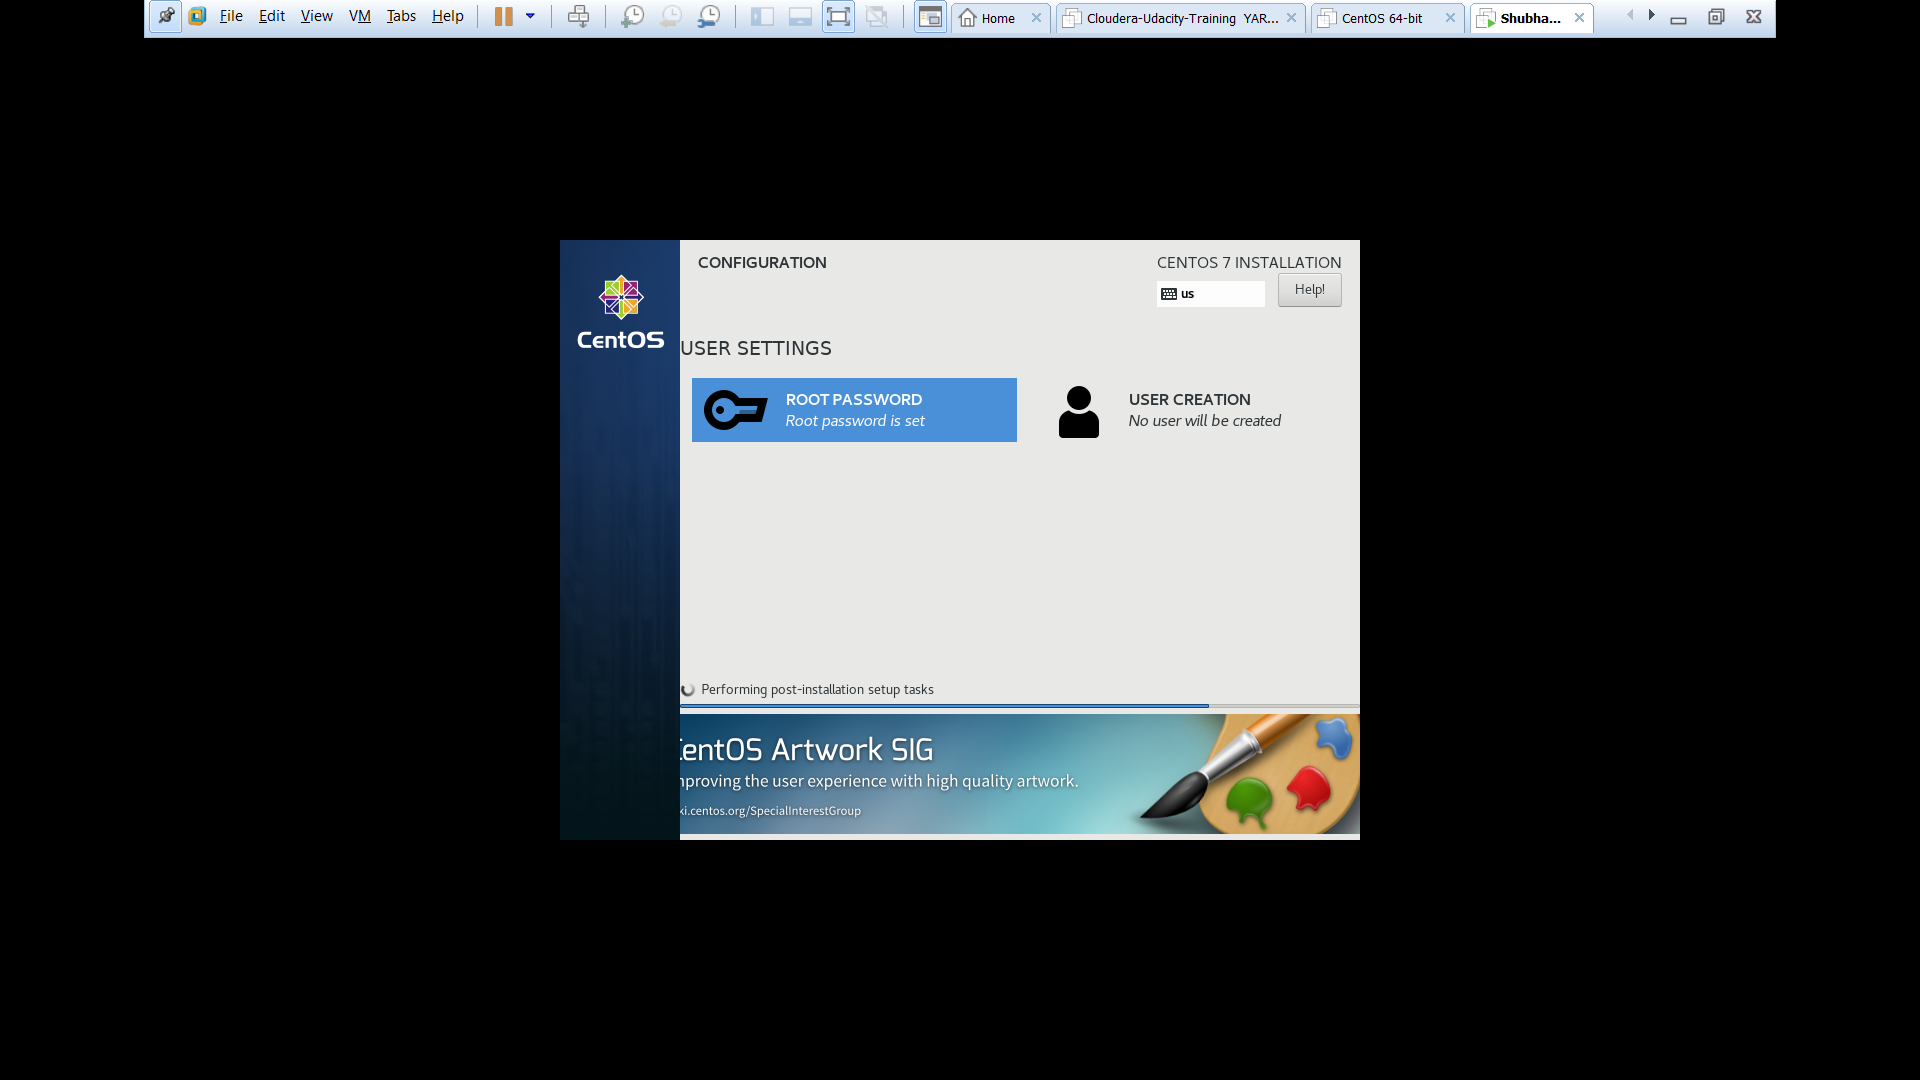 File Edit View VM Tabs Help Home Cloudera-Udacity-Training YAR... CentOS 64-bit Shubha...
CentOS
CONFIGURATION
CENTOS 7 INSTALLATION
us
Help!
USER SETTINGS
ROOT PASSWORD
Root password is set
USER CREATION
No user will be created
Performing post-installation setup tasks
CentOS Artwork SIG
mproving the user experience with high quality artwork.
ki.centos.org/SpecialInterestGroup